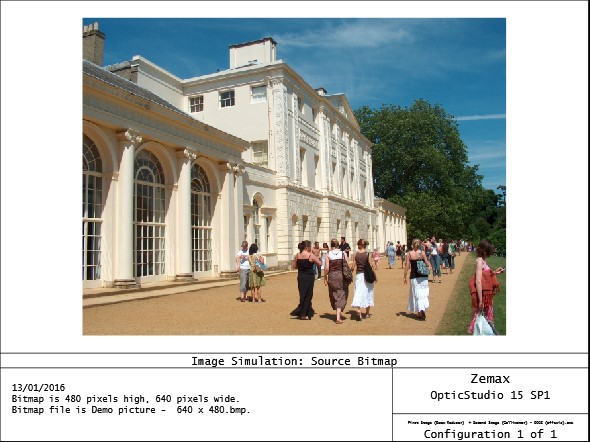 Image Simulation: Source Bitmap
13/01/2016
Bitmap is 480 pixels high, 640 pixels wide.
Bitmap file is Demo picture -  640 x 480.bmp.
Zemax
OpticStudio 15 SP1
Configuration 1 of 1